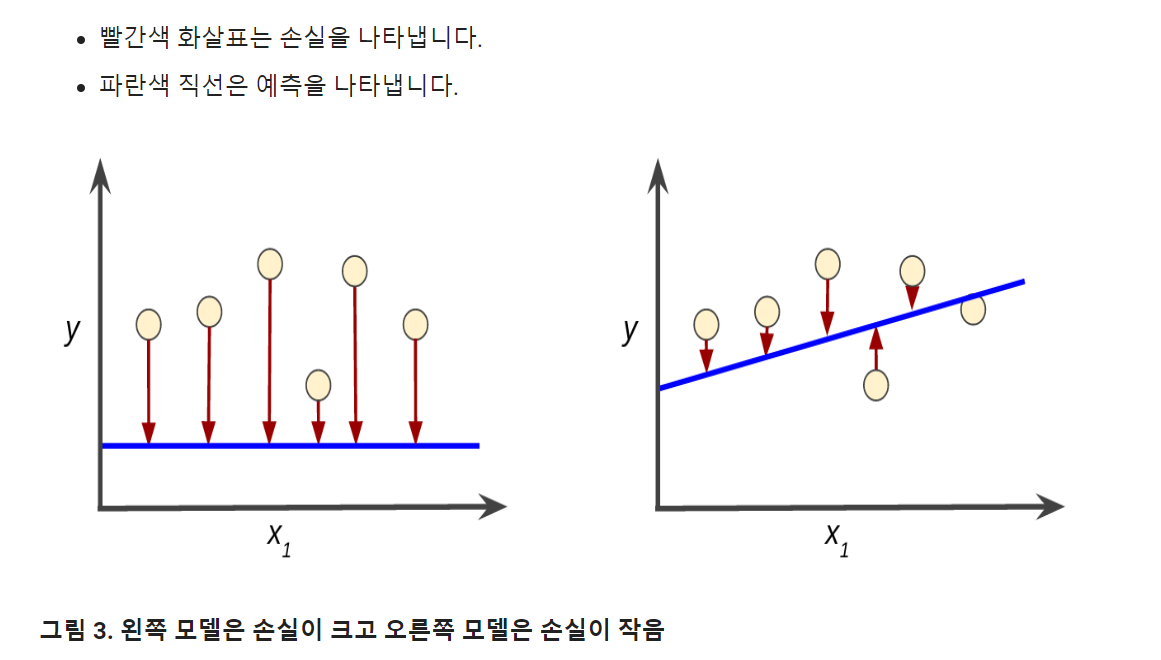 빨간색 화살표는 손실을 나타냅니다.
파란색 직선은 예측을 나타냅니다.
y
x1
y
x1
그림 3. 왼쪽 모델은 손실이 크고 오른쪽 모델은 손실이 작음